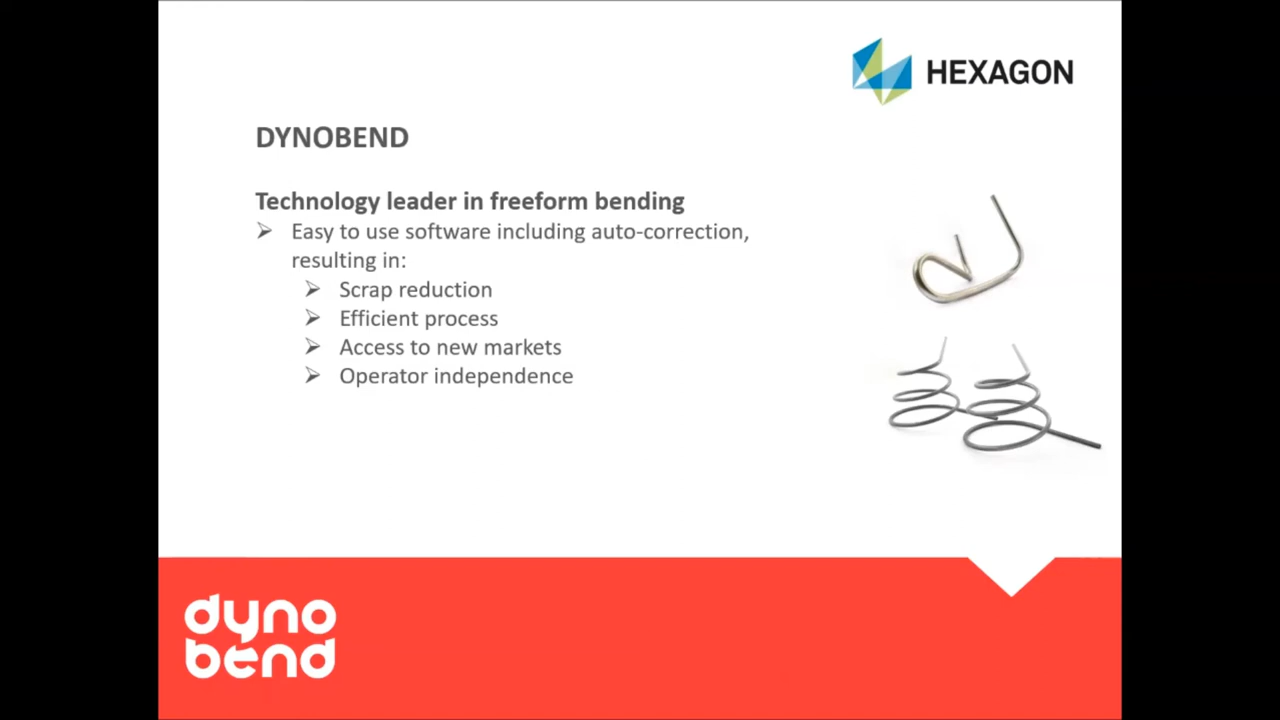 HEXAGON
DYNOBEND
Technology leader in freeform bending
Easy to use software including auto-correction,
resulting in:
Scrap reduction
Efficient process
Access to new markets
Operator independence
dyno
bend